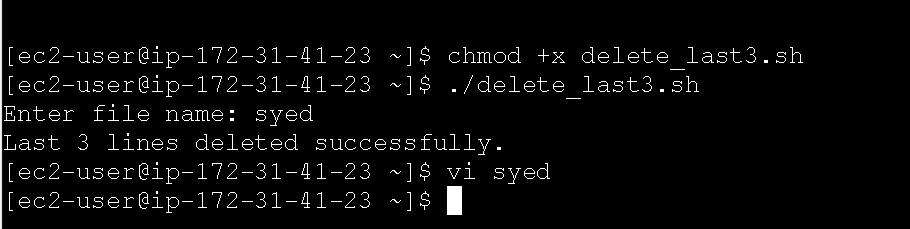 [ec2-user@ip-172-31-41-23 ~]$ chmod +x delete_last3.sh
[ec2-user@ip-172-31-41-23 ~]$ ./delete_last3.sh
Enter file name: syed
Last 3 lines deleted successfully.
[ec2-user@ip-172-31-41-23 ~]$ vi syed
[ec2-user@ip-172-31-41-23 ~]$